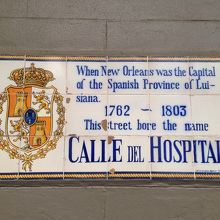 When New Orleans was the Capital
of the Spanish Province of Lui-
siana.
1762 — 1803
This street bore the name
CALLE DEL HOSPITAL